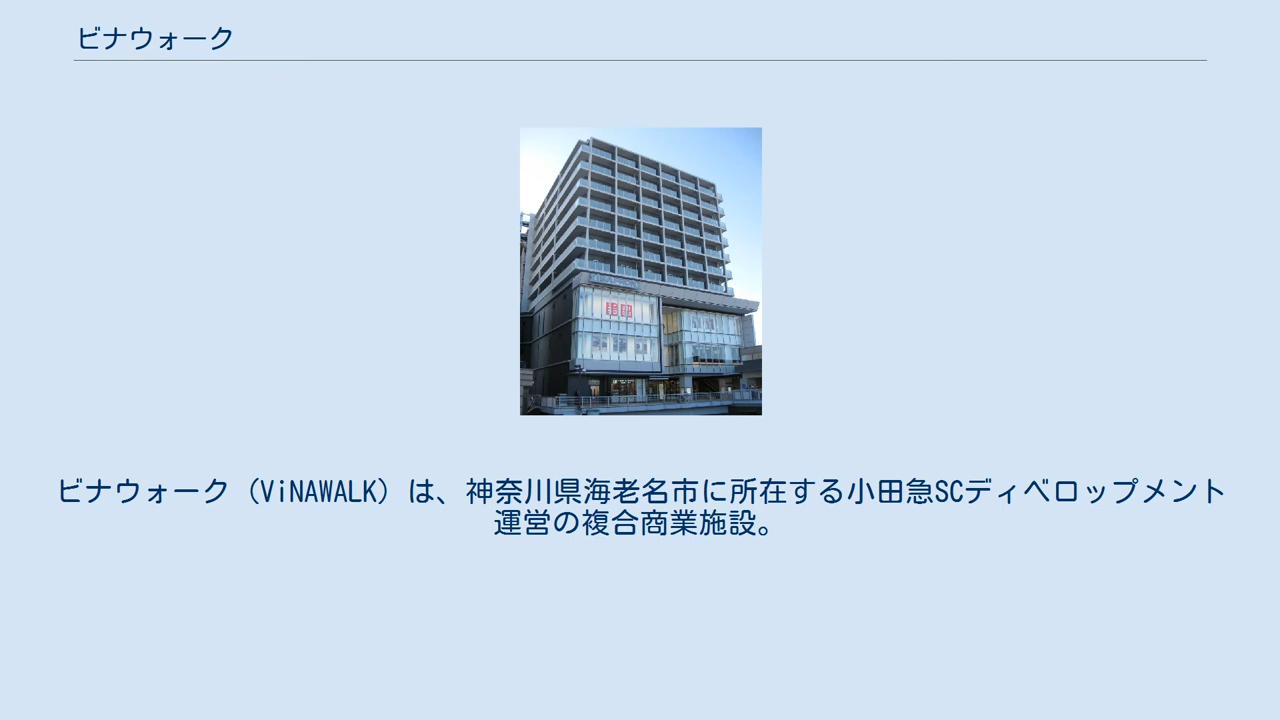 ビナウォーク
ビナウォーク（ViNAWALK）は、神奈川県海老名市に所在する小田急SCディベロップメント
運営の複合商業施設。